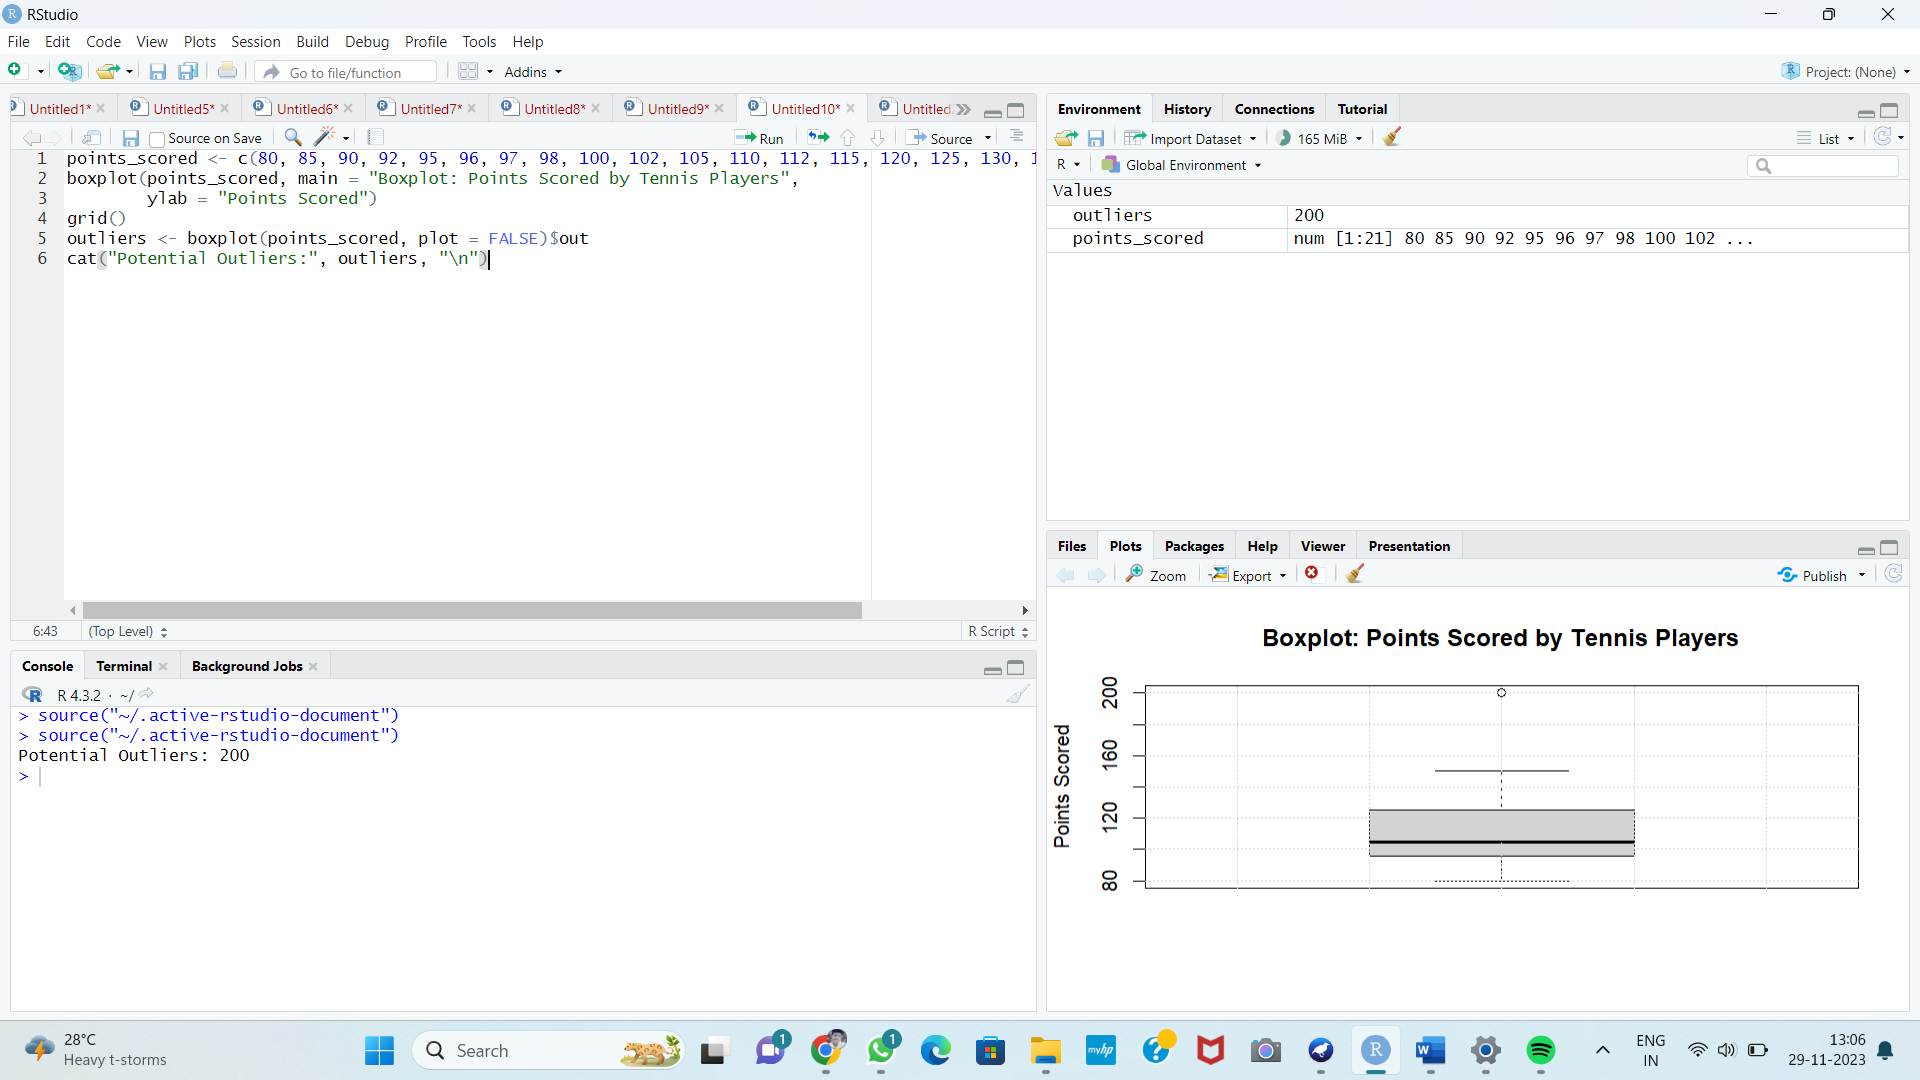 RStudio
File Edit Code View Plots Session Build Debug Profile Tools Help
Go to file/function Addins Project: (None)
Untitled1* Untitled5* Untitled6* Untitled7* Untitled8* Untitled9* Untitled10* Untitled
Source on Save Run Source
1 points_scored <- c(80, 85, 90, 92, 95, 96, 97, 98, 100, 102, 105, 110, 112, 115, 120, 125, 130, 1
2 boxplot(points_scored, main = "Boxplot: Points Scored by Tennis Players",
3 ylab = "Points Scored")
4 grid()
5 outliers <- boxplot(points_scored, plot = FALSE)$out
6 cat("Potential Outliers:", outliers, "\n")
6:43 (Top Level) R Script
Console Terminal Background Jobs
R 4.3.2 · ~/
> source("~/.active-rstudio-document")
> source("~/.active-rstudio-document")
Potential Outliers: 200
>
Environment History Connections Tutorial
Import Dataset 165 MiB List
R Global Environment
Values
outliers 200
points_scored num [1:21] 80 85 90 92 95 96 97 98 100 102 ...
Files Plots Packages Help Viewer Presentation
Zoom Export Publish
Boxplot: Points Scored by Tennis Players
Points Scored
200
160
120
80
28°C
Heavy t-storms
Search
1
1
myhp
ENG
IN
13:06
29-11-2023